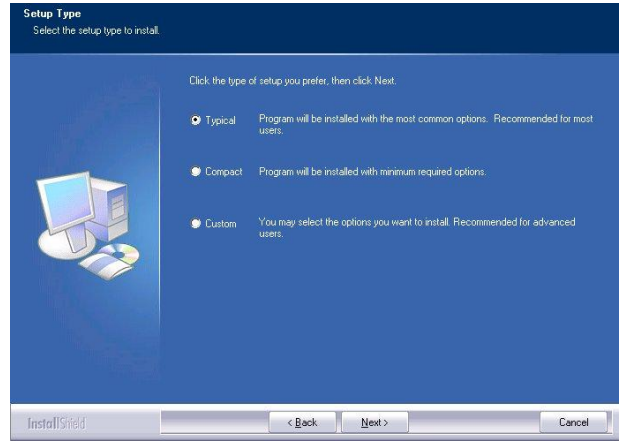 Setup Type
Select the setup type to install.
Click the type of setup you prefer, then click Next.
Typical Program will be installed with the most common options. Recommended for most
users.
Compact Program will be installed with minimum required options.
Custom You may select the options you want to install. Recommended for advanced
users.
InstallShield
< Back Next > Cancel